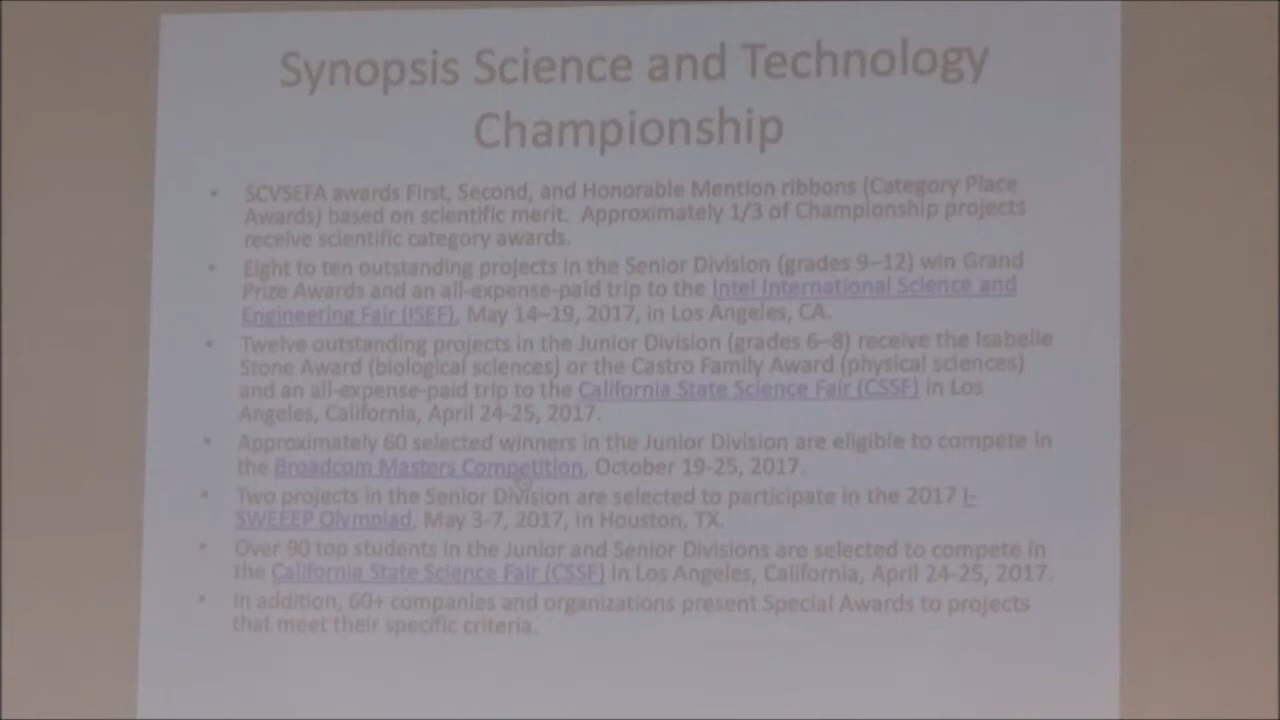 Synopsis Science and Technology
Championship
• SCVSEFA awards First, Second, and Honorable Mention ribbons (Category Place
Awards) based on scientific merit. Approximately 1/3 of Championship projects
receive scientific category awards.
• Eight to ten outstanding projects in the Senior Division (grades 9–12) win Grand
Prize Awards and an all-expense-paid trip to the Intel International Science and
Engineering Fair (ISEF), May 14–19, 2017, in Los Angeles, CA.
• Twelve outstanding projects in the Junior Division (grades 6–8) receive the Isabelle
Stone Award (biological sciences) or the Castro Family Award (physical sciences)
and an all-expense-paid trip to the California State Science Fair (CSSF) in Los
Angeles, California, April 24-25, 2017.
• Approximately 60 selected winners in the Junior Division are eligible to compete in
the Broadcom Masters Competition, October 19-25, 2017.
• Two projects in the Senior Division are selected to participate in the 2017 I-
SWEEEP Olympiad, May 3-7, 2017, in Houston, TX.
• Over 90 top students in the Junior and Senior Divisions are selected to compete in
the California State Science Fair (CSSF) in Los Angeles, California, April 24-25, 2017.
• In addition, 60+ companies and organizations present Special Awards to projects
that meet their specific criteria.